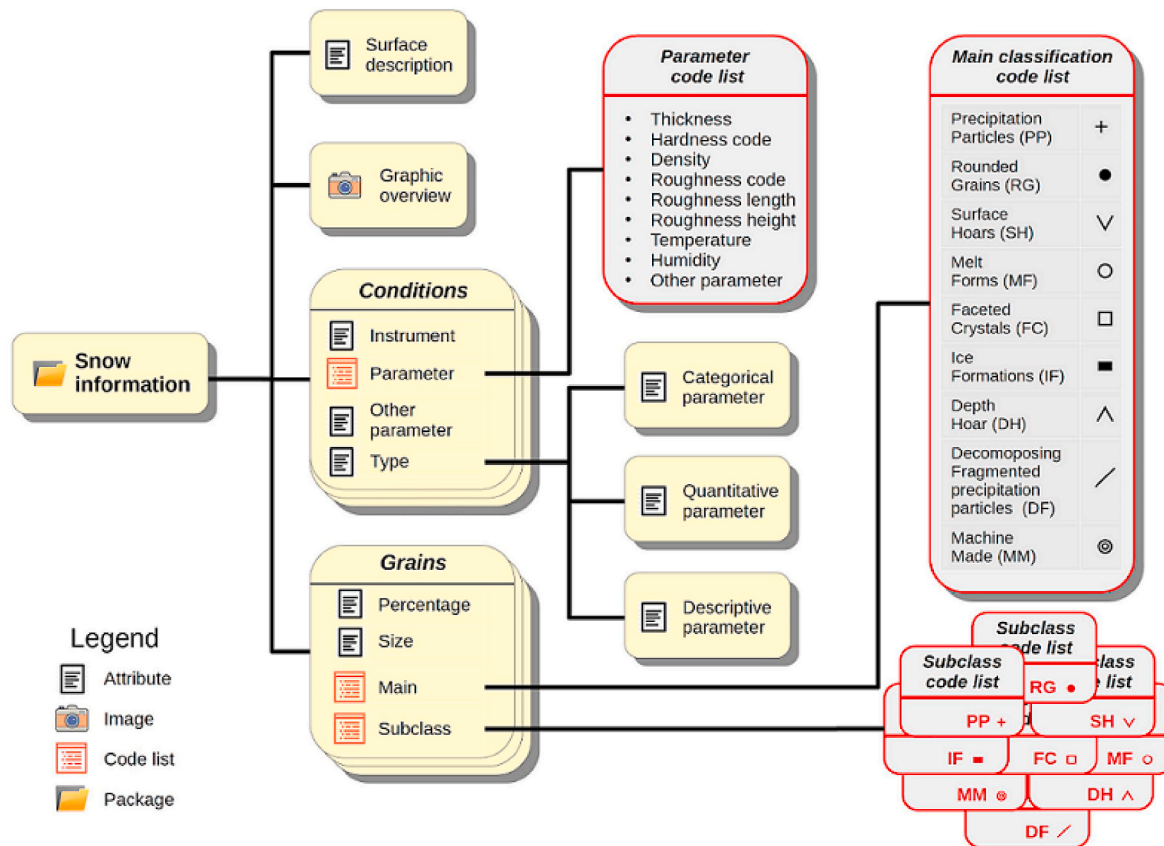 Surface
description
Graphic
overview
Snow
information
Conditions
Instrument
Parameter
Other
parameter
Type
Grains
Percentage
Size
Main
Subclass
Parameter
code list
• Thickness
• Hardness code
• Density
• Roughness code
• Roughness length
• Roughness height
• Temperature
• Humidity
• Other parameter
Categorical
parameter
Quantitative
parameter
Descriptive
parameter
Main classification
code list
Precipitation
Particles (PP)
Rounded
Grains (RG)
Surface
Hoars (SH)
Melt
Forms (MF)
Faceted
Crystals (FC)
Ice
Formations (IF)
Depth
Hoar (DH)
Decomoposing
Fragmented
precipitation
particles (DF)
Machine
Made (MM)
Subclass
code list
RG
Subclass
code list
PP
SH
IF
FC
MF
MM
DH
DF
Legend
Attribute
Image
Code list
Package